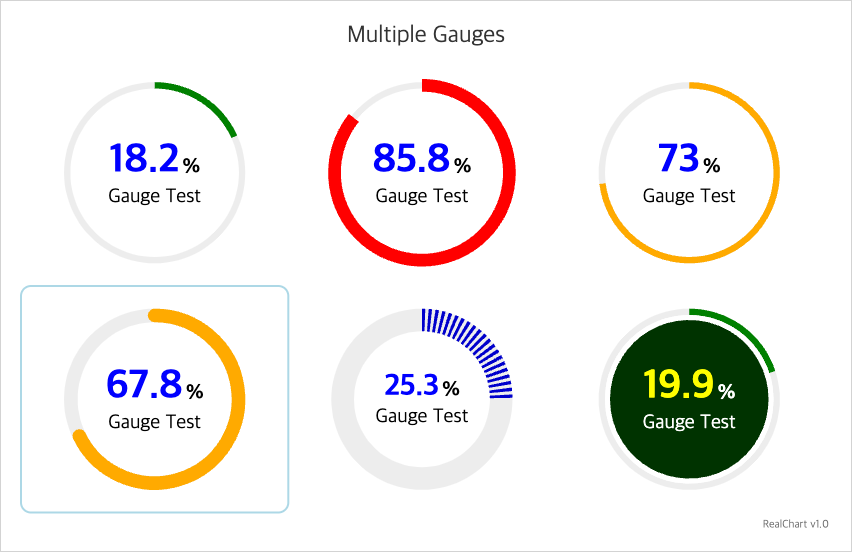 Multiple Gauges
18.2%
Gauge Test
85.8%
Gauge Test
73%
Gauge Test
67.8%
Gauge Test
25.3%
Gauge Test
19.9%
Gauge Test
RealChart v1.0